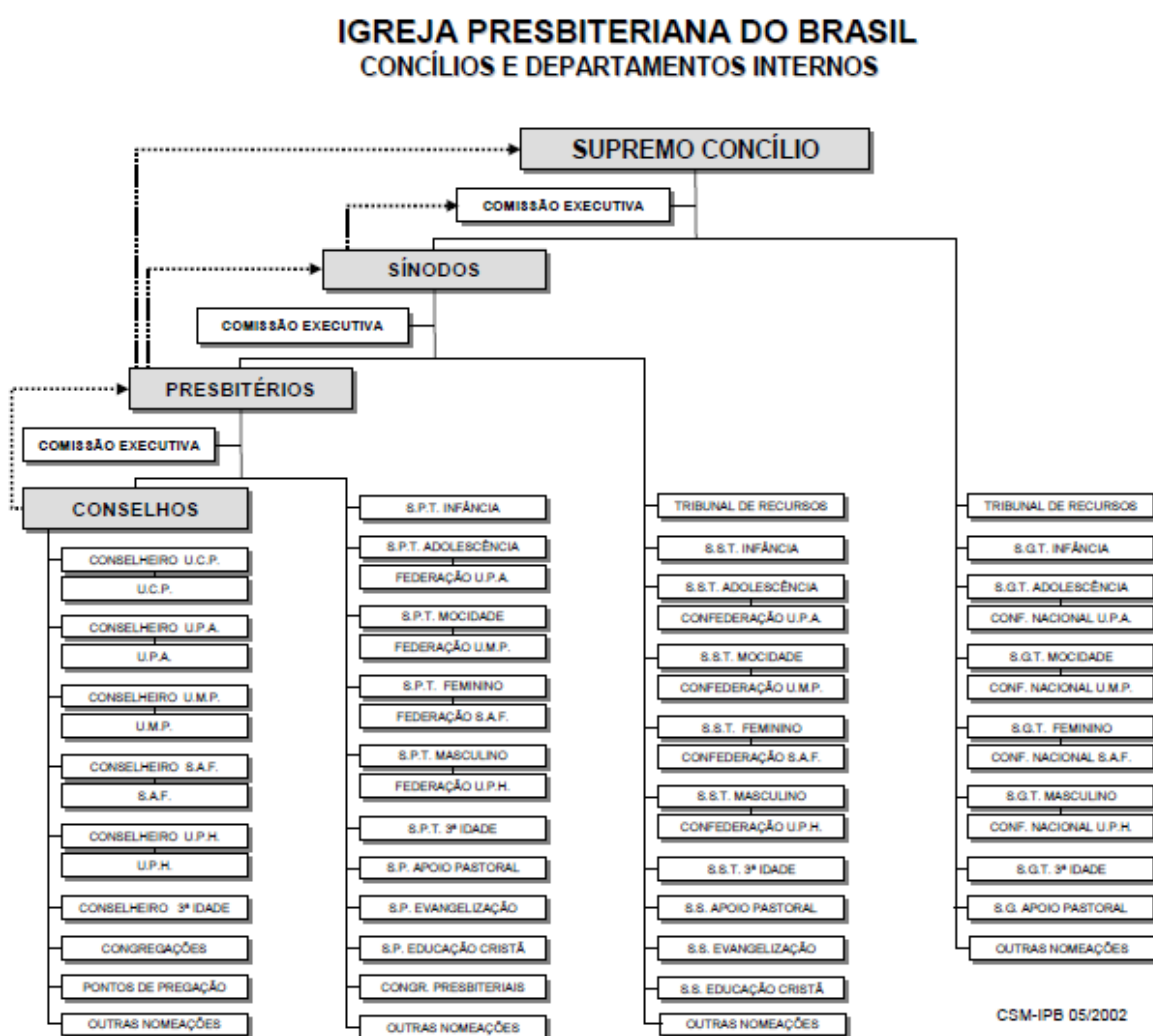 IGREJA PRESBITERIANA DO BRASIL
CONCÍLIOS E DEPARTAMENTOS INTERNOS
SUPREMO CONCÍLIO
COMISSÃO EXECUTIVA
SÍNODOS
COMISSÃO EXECUTIVA
PRESBITÉRIOS
COMISSÃO EXECUTIVA
CONSELHOS
CONSELHEIRO U.C.P.
U.C.P.
CONSELHEIRO U.P.A.
U.P.A.
CONSELHEIRO U.M.P.
U.M.P.
CONSELHEIRO S.A.F.
S.A.F.
CONSELHEIRO U.P.H.
U.P.H.
CONSELHEIRO 3ª IDADE
CONGREGAÇÕES
PONTOS DE PREGAÇÃO
OUTRAS NOMEAÇÕES
S.P.T. INFÂNCIA
S.P.T. ADOLESCÊNCIA
FEDERAÇÃO U.P.A.
S.P.T. MOCIDADE
FEDERAÇÃO U.M.P.
S.P.T. FEMININO
FEDERAÇÃO S.A.F.
S.P.T. MASCULINO
FEDERAÇÃO U.P.H.
S.P.T. 3ª IDADE
S.P. APOIO PASTORAL
S.P. EVANGELIZAÇÃO
S.P. EDUCAÇÃO CRISTÃ
CONGR. PRESBITERIAIS
OUTRAS NOMEAÇÕES
TRIBUNAL DE RECURSOS
S.S.T. INFÂNCIA
S.S.T. ADOLESCÊNCIA
CONFEDERAÇÃO U.P.A.
S.S.T. MOCIDADE
CONFEDERAÇÃO U.M.P.
S.S.T. FEMININO
CONFEDERAÇÃO S.A.F.
S.S.T. MASCULINO
CONFEDERAÇÃO U.P.H.
S.S.T. 3ª IDADE
S.S. APOIO PASTORAL
S.S. EVANGELIZAÇÃO
S.S. EDUCAÇÃO CRISTÃ
OUTRAS NOMEAÇÕES
TRIBUNAL DE RECURSOS
S.G.T. INFÂNCIA
S.G.T. ADOLESCÊNCIA
CONF. NACIONAL U.P.A.
S.G.T. MOCIDADE
CONF. NACIONAL U.M.P.
S.G.T. FEMININO
CONF. NACIONAL S.A.F.
S.G.T. MASCULINO
CONF. NACIONAL U.P.H.
S.G.T. 3ª IDADE
S.G. APOIO PASTORAL
OUTRAS NOMEAÇÕES
CSM-IPB 05/2002